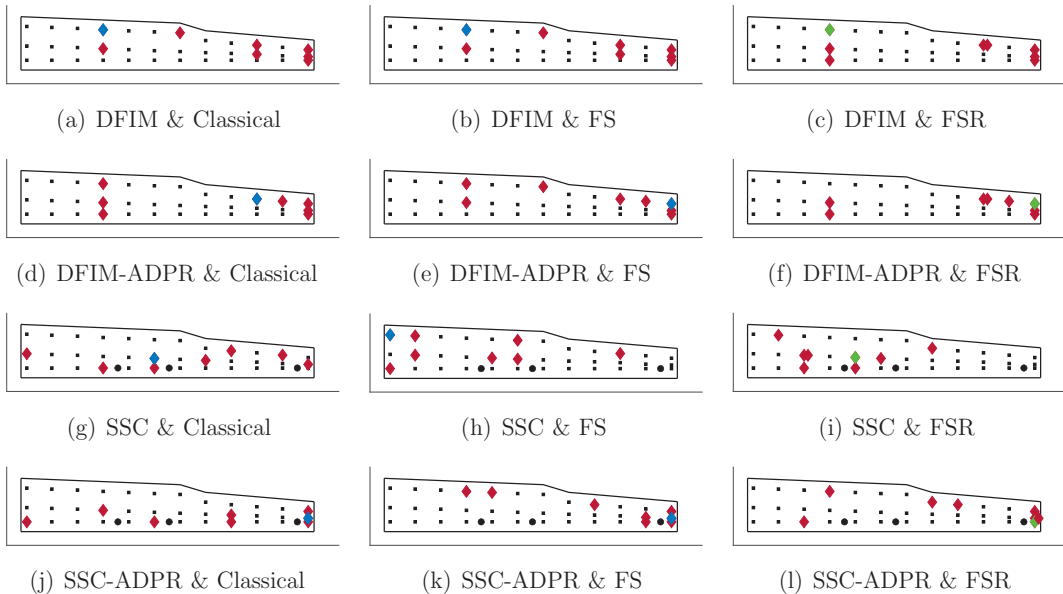 (a) DFIM & Classical
(b) DFIM & FS
(c) DFIM & FSR
(d) DFIM-ADPR & Classical
(e) DFIM-ADPR & FS
(f) DFIM-ADPR & FSR
(g) SSC & Classical
(h) SSC & FS
(i) SSC & FSR
(j) SSC-ADPR & Classical
(k) SSC-ADPR & FS
(l) SSC-ADPR & FSR